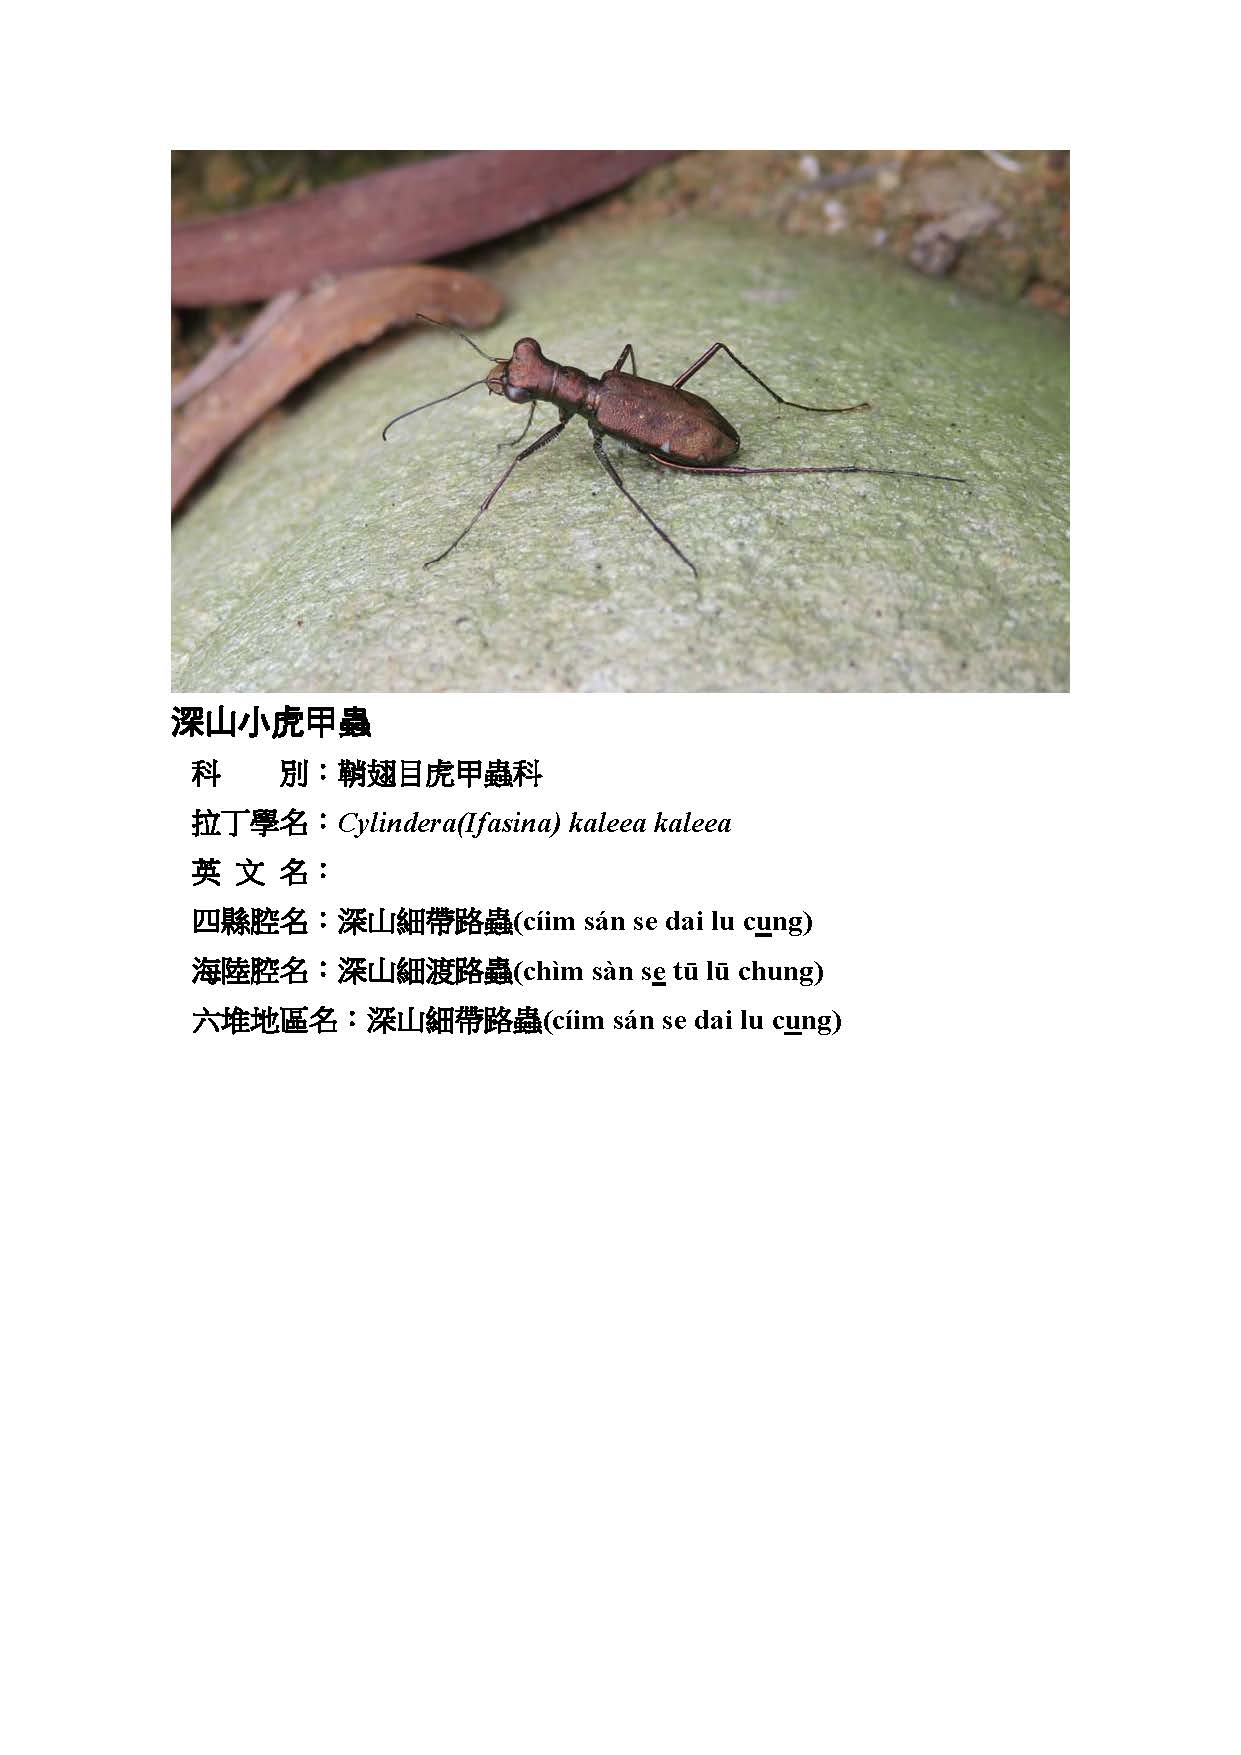 深山小虎甲蟲
科　　別：鞘翅目虎甲蟲科
拉丁學名：Cylindera(Ifasina) kaleea kaleea
英 文 名：
四縣腔名：深山細帶路蟲(cíim sán se dai lu cung)
海陸腔名：深山細渡路蟲(chìm sàn se tū lū chung)
六堆地區名：深山細帶路蟲(cíim sán se dai lu cung)